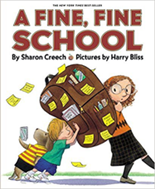 THE NEW YORK TIMES BEST-SELLER
A FINE, FINE
SCHOOL
By Sharon Creech Pictures by Harry Bliss